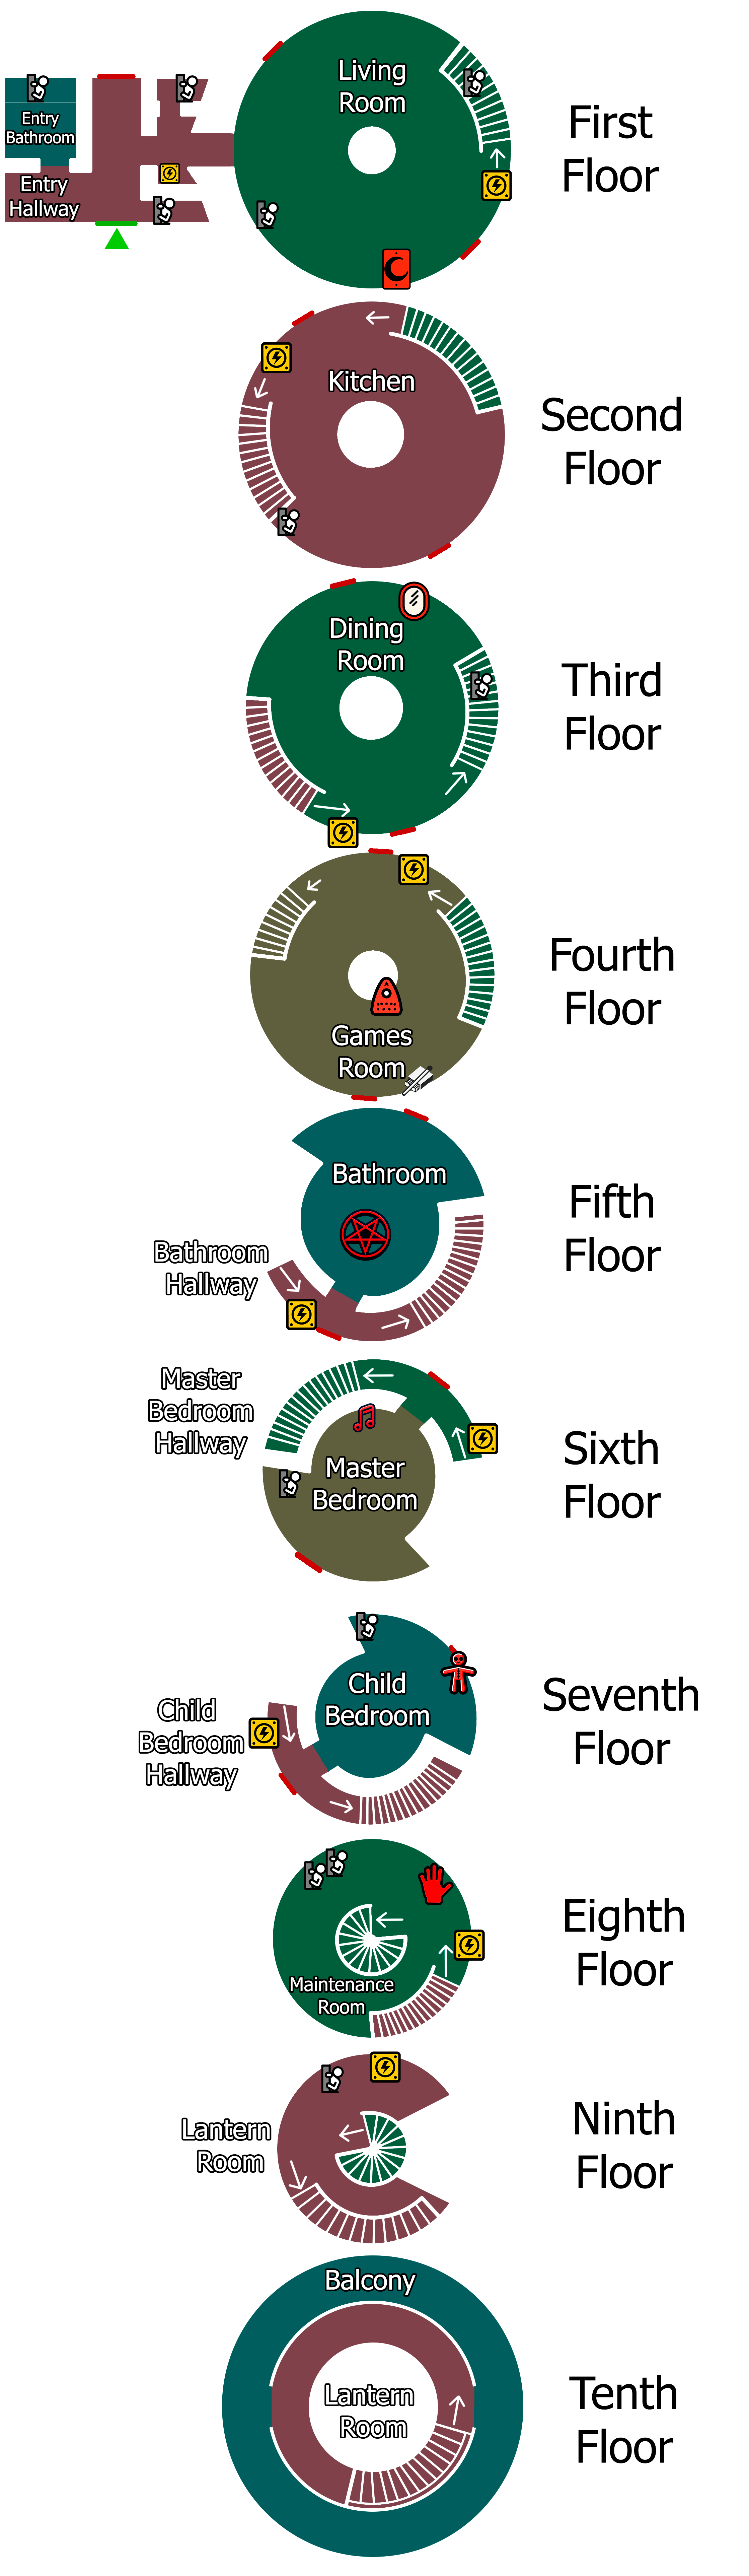 Living
Room
First
Floor
Entry
Bathroom
Entry
Hallway
Kitchen
Second
Floor
Dining
Room
Third
Floor
Fourth
Floor
Games
Room
Bathroom
Fifth
Floor
Bathroom
Hallway
Master
Bedroom
Hallway
Master
Bedroom
Sixth
Floor
Child
Bedroom
Seventh
Floor
Child
Bedroom
Hallway
Eighth
Floor
Maintenance
Room
Ninth
Floor
Lantern
Room
Balcony
Lantern
Room
Tenth
Floor